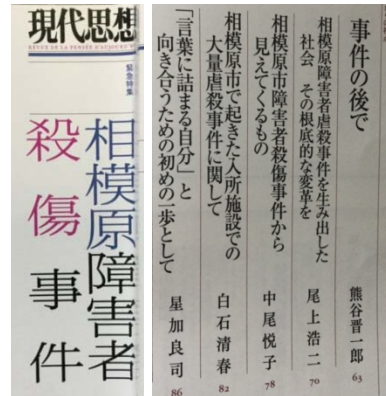 現代思想
REVUE DE LA PENSÉE D'AUJOURD'HUI
緊急特集
相模原障害者
殺傷事件
事件の後で
熊谷晋一郎 63
相模原障害者虐殺事件を生み出した
社会 その根底的な変革を
尾上浩二 70
相模原市障害者殺傷事件から
見えてくるもの
中尾悦子 78
相模原市で起きた入所施設での
大量虐殺事件に関して
白石清春 82
「言葉に詰まる自分」と
向き合うための初めの一歩として
星加良司 86